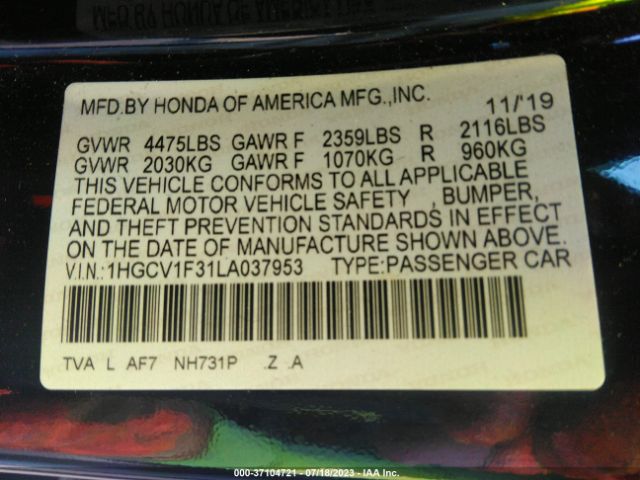 MFD.BY HONDA OF AMERICA MFG.,INC. 11/'19
GVWR 4475LBS GAWR F 2359LBS R 2116LBS
GVWR 2030KG GAWR F 1070KG R 960KG
THIS VEHICLE CONFORMS TO ALL APPLICABLE
FEDERAL MOTOR VEHICLE SAFETY , BUMPER,
AND THEFT PREVENTION STANDARDS IN EFFECT
ON THE DATE OF MANUFACTURE SHOWN ABOVE.
V.I.N.:1HGCV1F31LA037953 TYPE:PASSENGER CAR
TVA L AF7 NH731P .Z .A
000-37104721 - 07/18/2023 - IAA Inc.